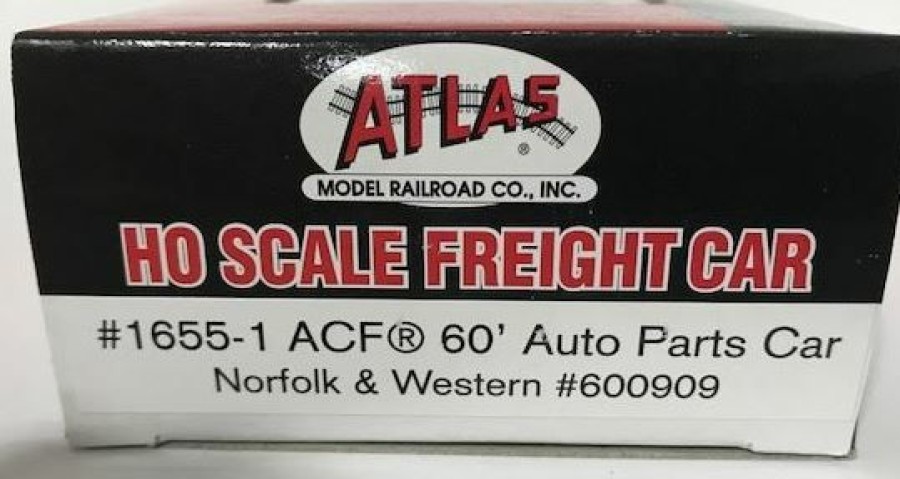 ATLAS
®
MODEL RAILROAD CO., INC.
HO SCALE FREIGHT CAR
#1655-1 ACF® 60' Auto Parts Car
Norfolk & Western #600909